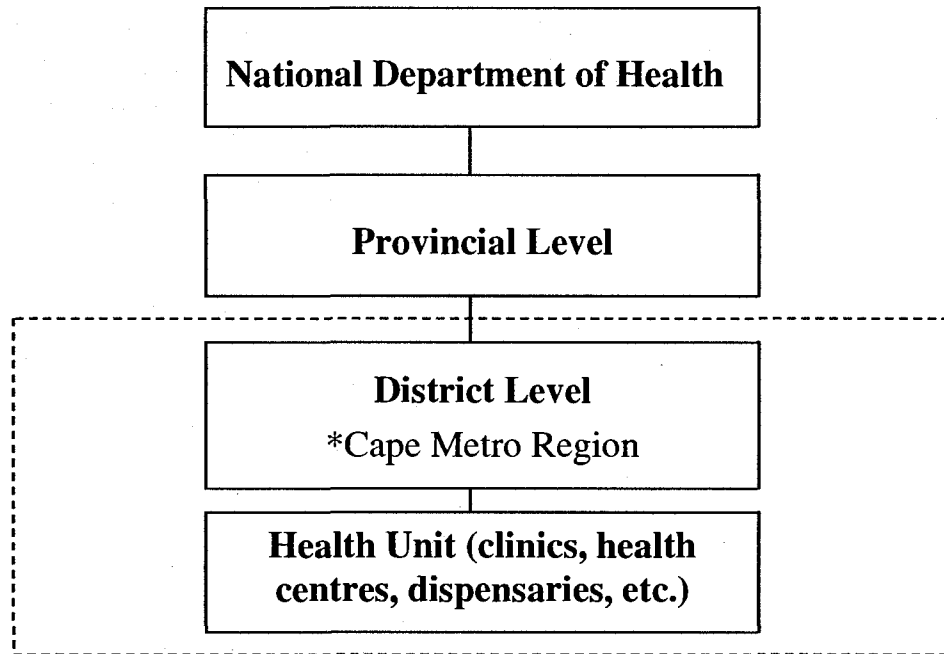 National Department of Health
Provincial Level
District Level
*Cape Metro Region
Health Unit (clinics, health
centres, dispensaries, etc.)